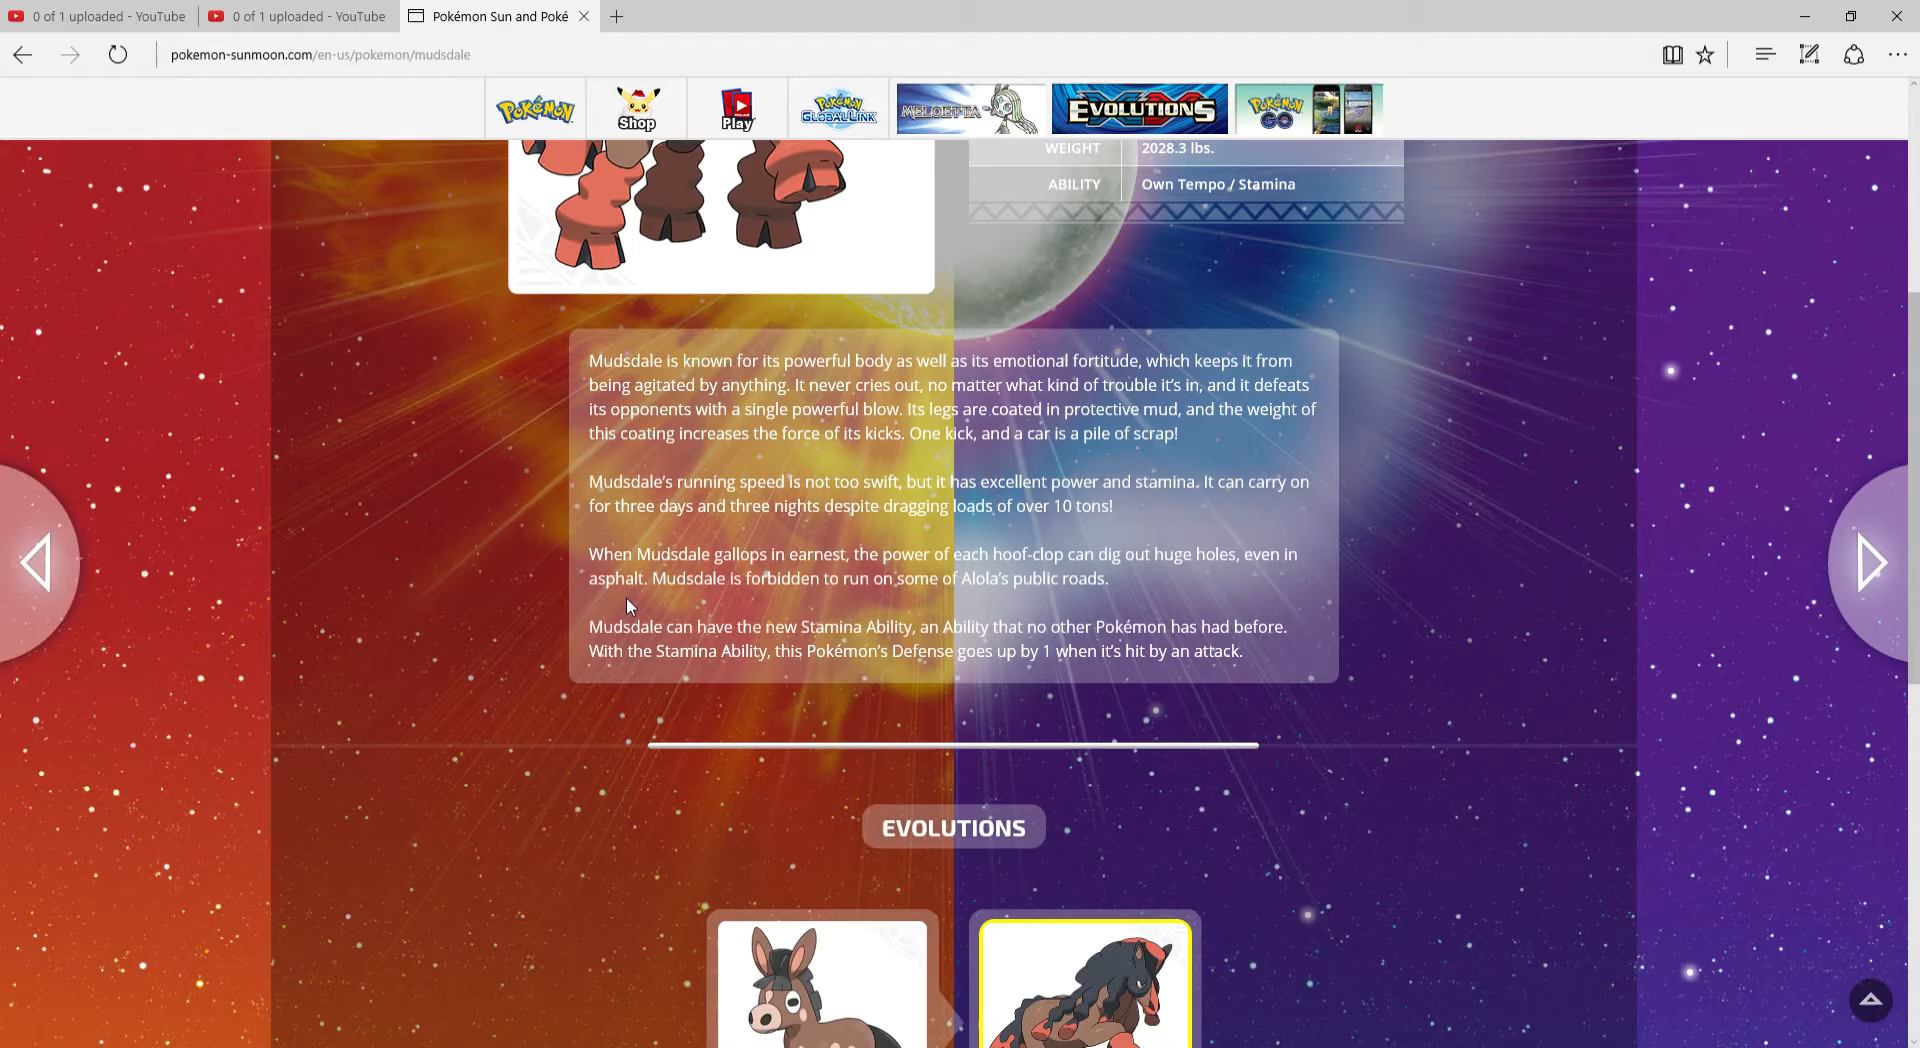 0 of 1 uploaded - YouTube
0 of 1 uploaded - YouTube
Pokémon Sun and Poké
pokemon-sunmoon.com/en-us/pokemon/mudsdale
POKéMON
Shop
Play
POKéMON GLOBAL LINK
MELOETTA
EVOLUTIONS
POKéMON GO
WEIGHT 2028.3 lbs.
ABILITY Own Tempo / Stamina
Mudsdale is known for its powerful body as well as its emotional fortitude, which keeps it from
being agitated by anything. It never cries out, no matter what kind of trouble it’s in, and it defeats
its opponents with a single powerful blow. Its legs are coated in protective mud, and the weight of
this coating increases the force of its kicks. One kick, and a car is a pile of scrap!
Mudsdale’s running speed is not too swift, but it has excellent power and stamina. It can carry on
for three days and three nights despite dragging loads of over 10 tons!
When Mudsdale gallops in earnest, the power of each hoof-clop can dig out huge holes, even in
asphalt. Mudsdale is forbidden to run on some of Alola’s public roads.
Mudsdale can have the new Stamina Ability, an Ability that no other Pokémon has had before.
With the Stamina Ability, this Pokémon’s Defense goes up by 1 when it’s hit by an attack.
EVOLUTIONS